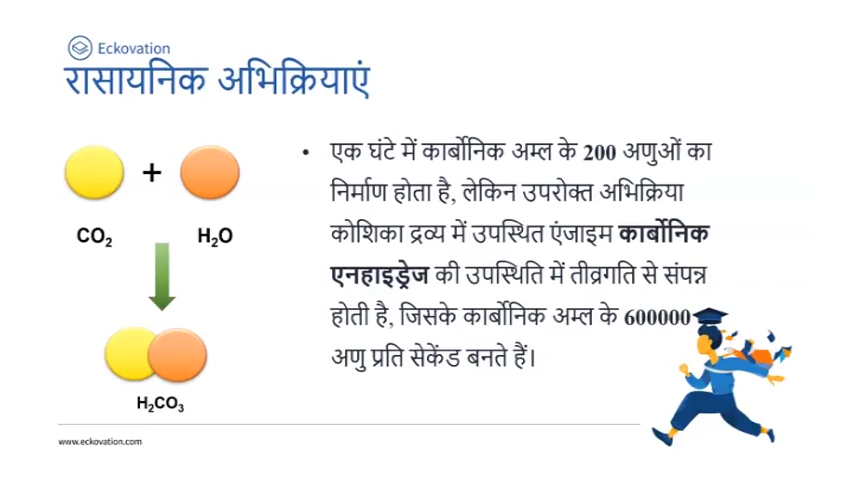 Eckovation
रासायनिक अभिक्रियाएं
+
CO₂
H₂O
H₂CO₃
• एक घंटे में कार्बोनिक अम्ल के 200 अणुओं का
निर्माण होता है, लेकिन उपरोक्त अभिक्रिया
कोशिका द्रव्य में उपस्थित एंजाइम कार्बोनिक
एनहाइड्रेज की उपस्थिति में तीव्रगति से संपन्न
होती है, जिसके कार्बोनिक अम्ल के 600000
अणु प्रति सेकेंड बनते हैं।
www.eckovation.com